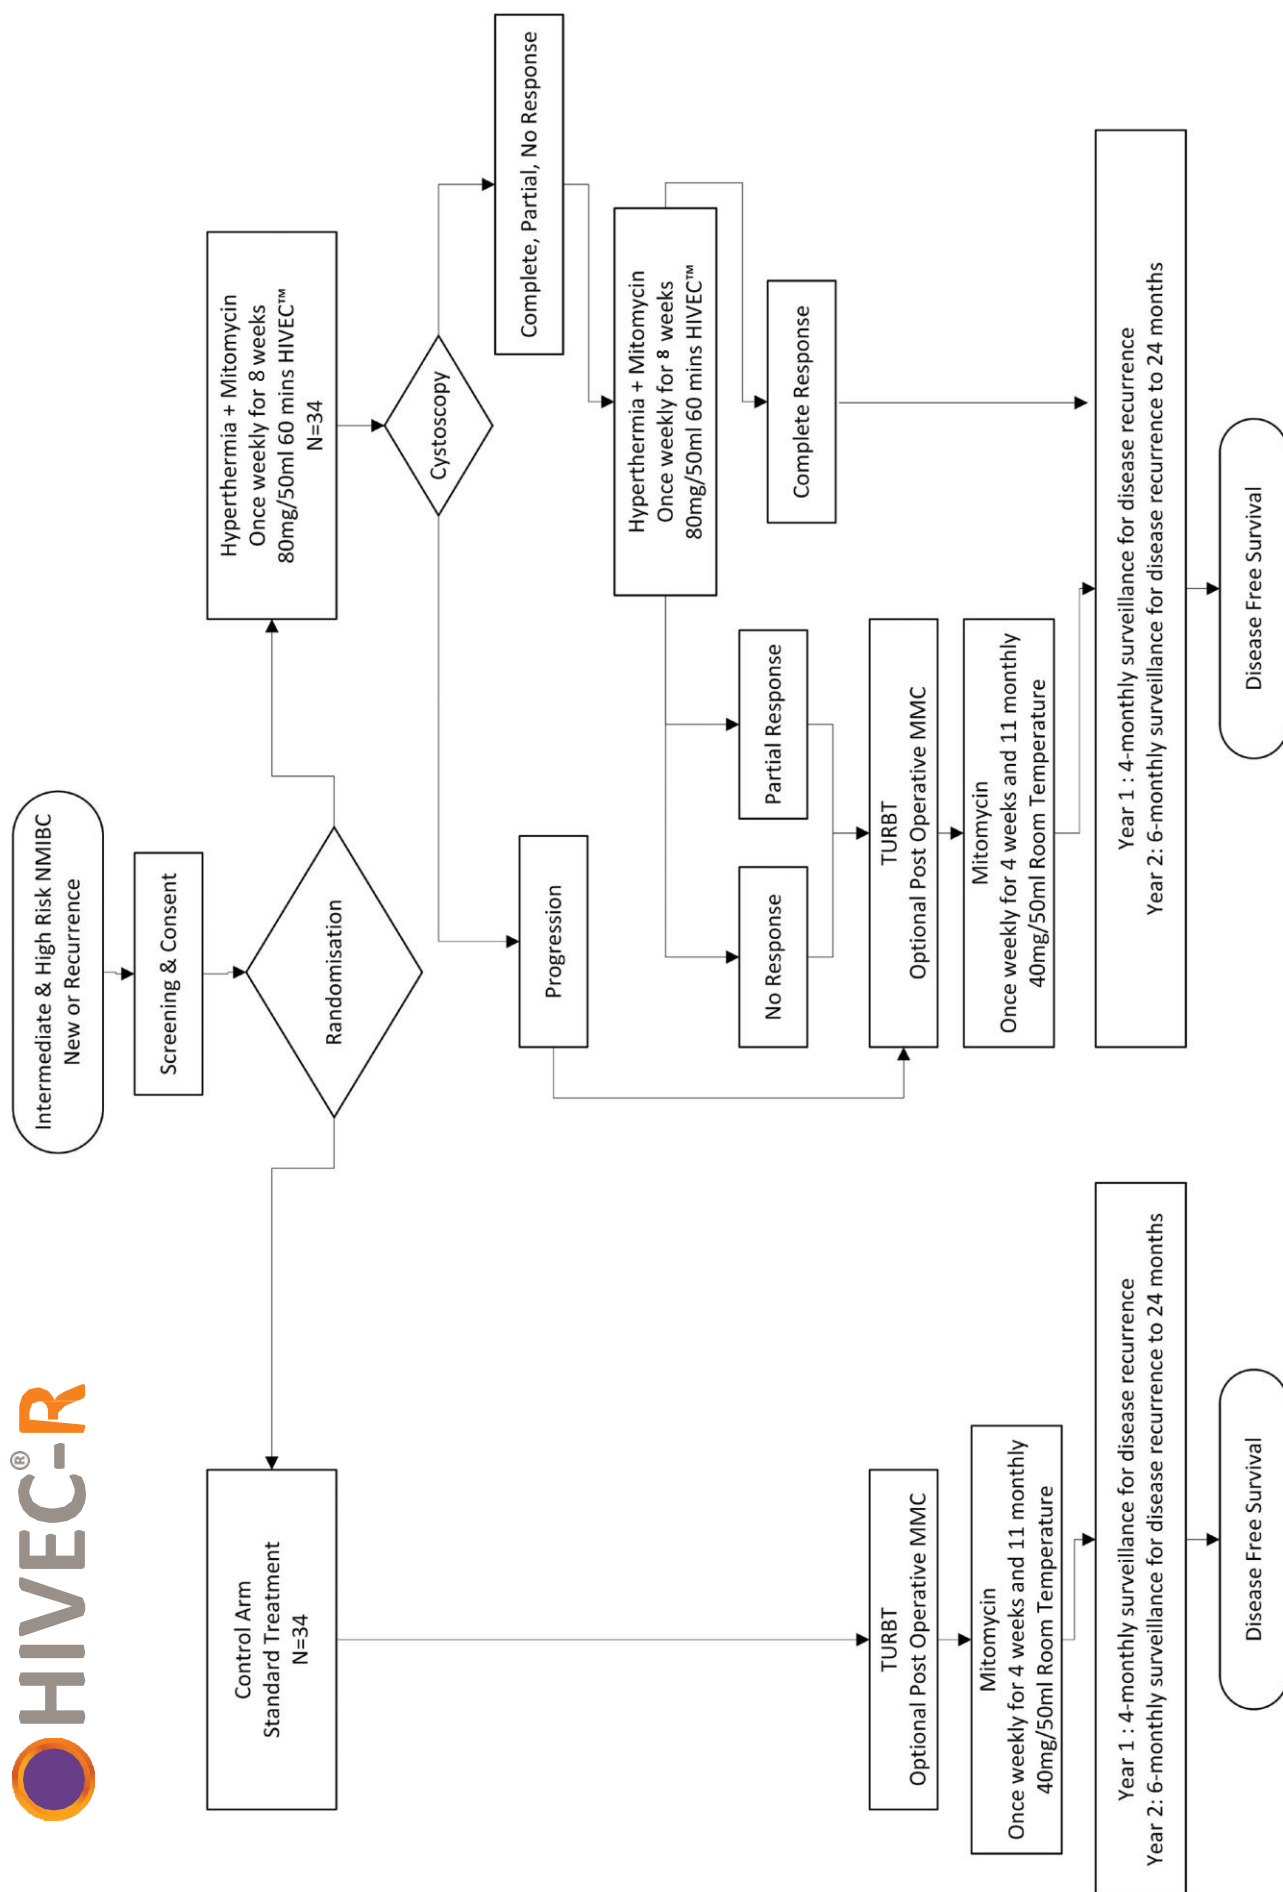 HIVEC®-R
Intermediate & High Risk NMIBC
New or Recurrence
Screening & Consent
Randomisation
Control Arm
Standard Treatment
N=34
Hyperthermia + Mitomycin
Once weekly for 8 weeks
80mg/50ml 60 mins HIVEC™
N=34
Cystoscopy
Progression
Complete, Partial, No Response
Hyperthermia + Mitomycin
Once weekly for 8 weeks
80mg/50ml 60 mins HIVEC™
No Response
Partial Response
Complete Response
TURBT
Optional Post Operative MMC
TURBT
Optional Post Operative MMC
Mitomycin
Once weekly for 4 weeks and 11 monthly
40mg/50ml Room Temperature
Mitomycin
Once weekly for 4 weeks and 11 monthly
40mg/50ml Room Temperature
Year 1 : 4-monthly surveillance for disease recurrence
Year 2: 6-monthly surveillance for disease recurrence to 24 months
Year 1 : 4-monthly surveillance for disease recurrence
Year 2: 6-monthly surveillance for disease recurrence to 24 months
Disease Free Survival
Disease Free Survival